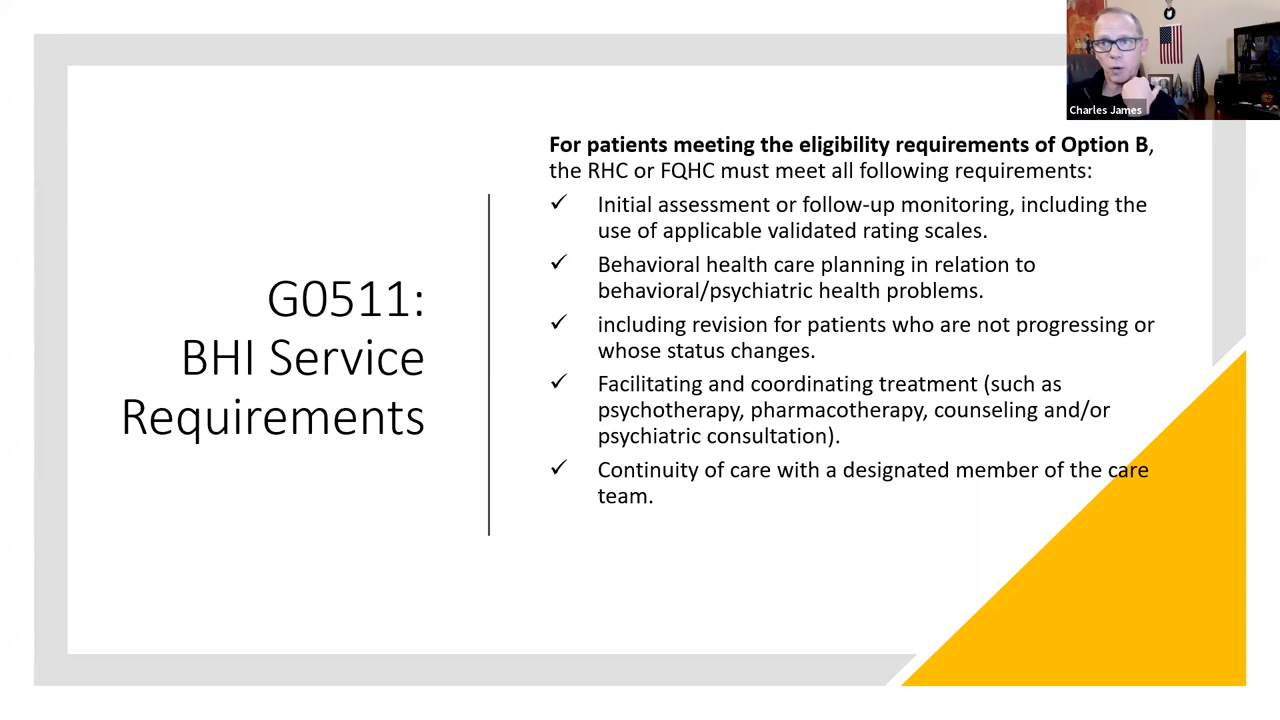 Charles James
For patients meeting the eligibility requirements of Option B,
the RHC or FQHC must meet all following requirements:
✓ Initial assessment or follow-up monitoring, including the
use of applicable validated rating scales.
✓ Behavioral health care planning in relation to
behavioral/psychiatric health problems.
✓ including revision for patients who are not progressing or
whose status changes.
✓ Facilitating and coordinating treatment (such as
psychotherapy, pharmacotherapy, counseling and/or
psychiatric consultation).
✓ Continuity of care with a designated member of the care
team.
G0511:
BHI Service
Requirements